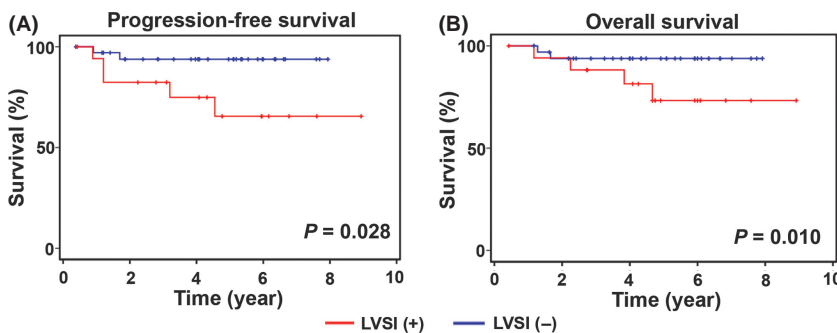 (A) Progression-free survival
Survival (%)
100
50
0
P = 0.028
0 2 4 6 8 10
Time (year)
(B) Overall survival
Survival (%)
100
50
0
P = 0.010
0 2 4 6 8 10
Time (year)
LVSI (+) LVSI (–)